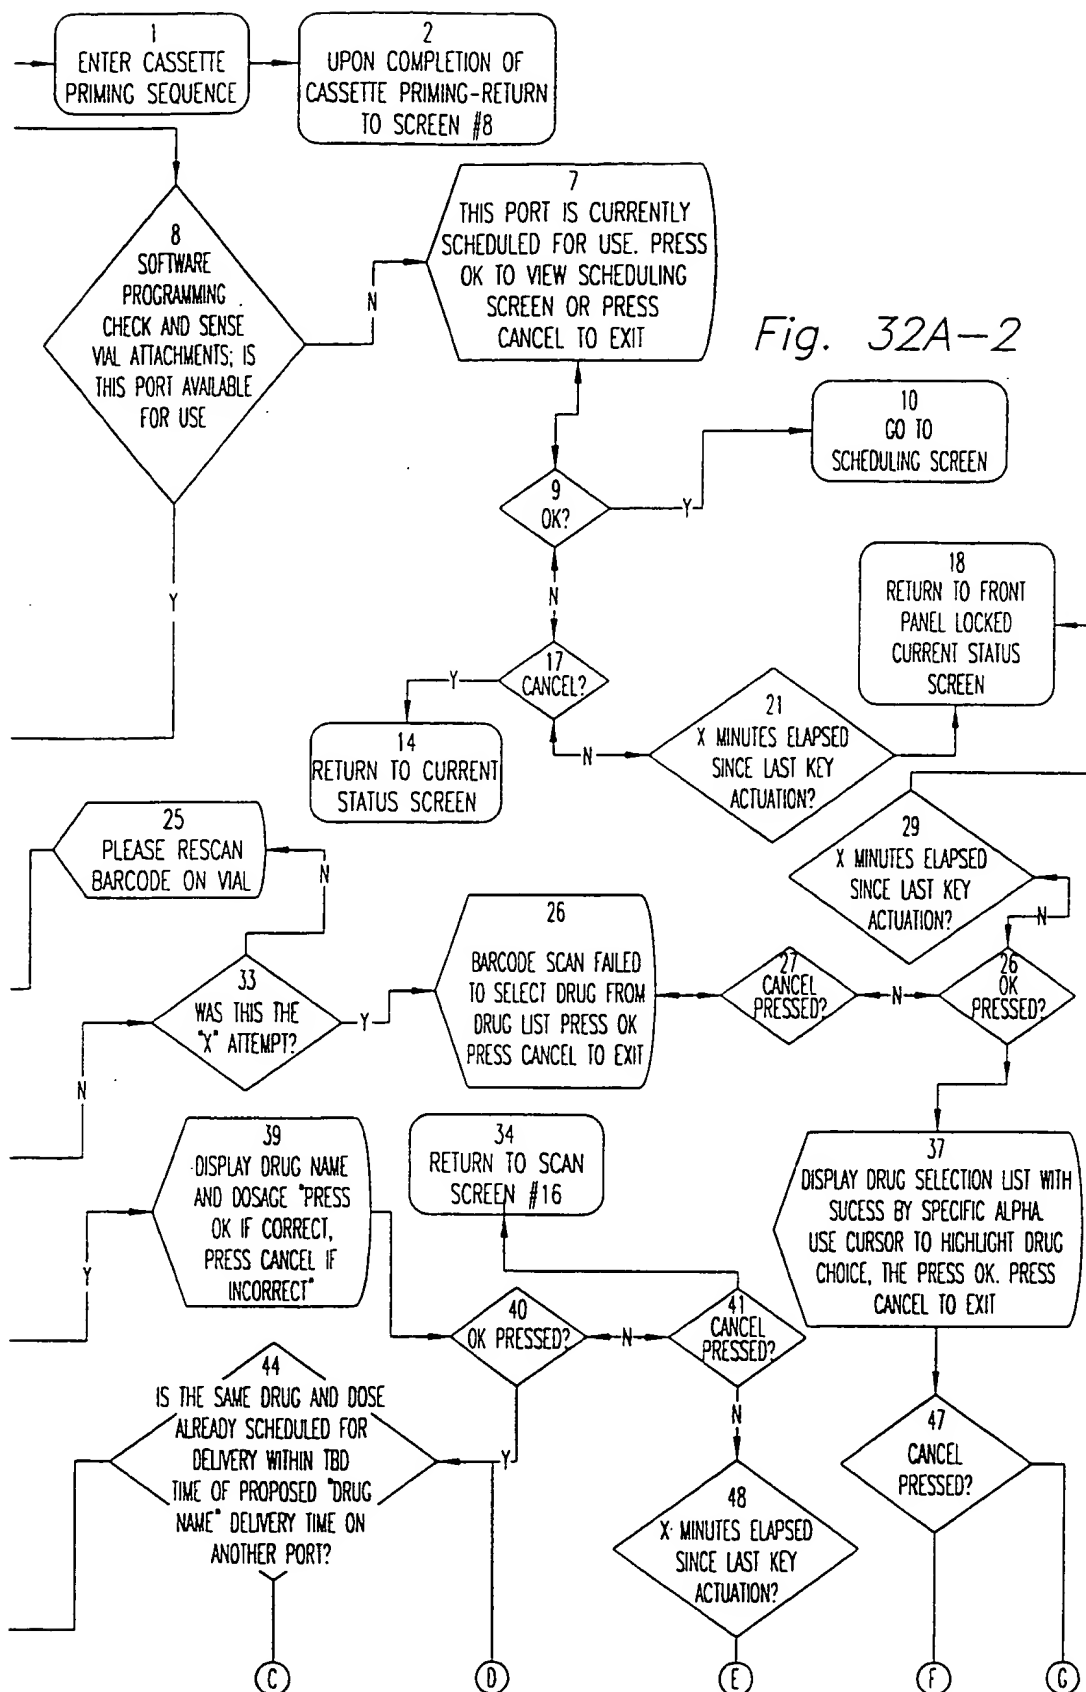 1
ENTER CASSETTE
PRIMING SEQUENCE
2
UPON COMPLETION OF
CASSETTE PRIMING-RETURN
TO SCREEN #8
8
SOFTWARE
PROGRAMMING
CHECK AND SENSE
VIAL ATTACHMENTS; IS
THIS PORT AVAILABLE
FOR USE
N
7
THIS PORT IS CURRENTLY
SCHEDULED FOR USE. PRESS
OK TO VIEW SCHEDULING
SCREEN OR PRESS
CANCEL TO EXIT
Fig. 32A-2
10
GO TO
SCHEDULING SCREEN
9
OK?
Y
Y
N
18
RETURN TO FRONT
PANEL LOCKED
CURRENT STATUS
SCREEN
17
CANCEL?
Y
14
RETURN TO CURRENT
STATUS SCREEN
N
21
X MINUTES ELAPSED
SINCE LAST KEY
ACTUATION?
25
PLEASE RESCAN
BARCODE ON VIAL
N
29
X MINUTES ELAPSED
SINCE LAST KEY
ACTUATION?
N
33
WAS THIS THE
"X" ATTEMPT?
Y
N
26
BARCODE SCAN FAILED
TO SELECT DRUG FROM
DRUG LIST PRESS OK
PRESS CANCEL TO EXIT
27
CANCEL
PRESSED?
N
26
OK
PRESSED?
39
DISPLAY DRUG NAME
AND DOSAGE "PRESS
OK IF CORRECT,
PRESS CANCEL IF
INCORRECT"
Y
34
RETURN TO SCAN
SCREEN #16
37
DISPLAY DRUG SELECTION LIST WITH
SUCESS BY SPECIFIC ALPHA.
USE CURSOR TO HIGHLIGHT DRUG
CHOICE, THE PRESS OK. PRESS
CANCEL TO EXIT
40
OK PRESSED?
N
41
CANCEL
PRESSED?
N
Y
44
IS THE SAME DRUG AND DOSE
ALREADY SCHEDULED FOR
DELIVERY WITHIN TBD
TIME OF PROPOSED "DRUG
NAME" DELIVERY TIME ON
ANOTHER PORT?
47
CANCEL
PRESSED?
48
X MINUTES ELAPSED
SINCE LAST KEY
ACTUATION?
C
D
E
F
G